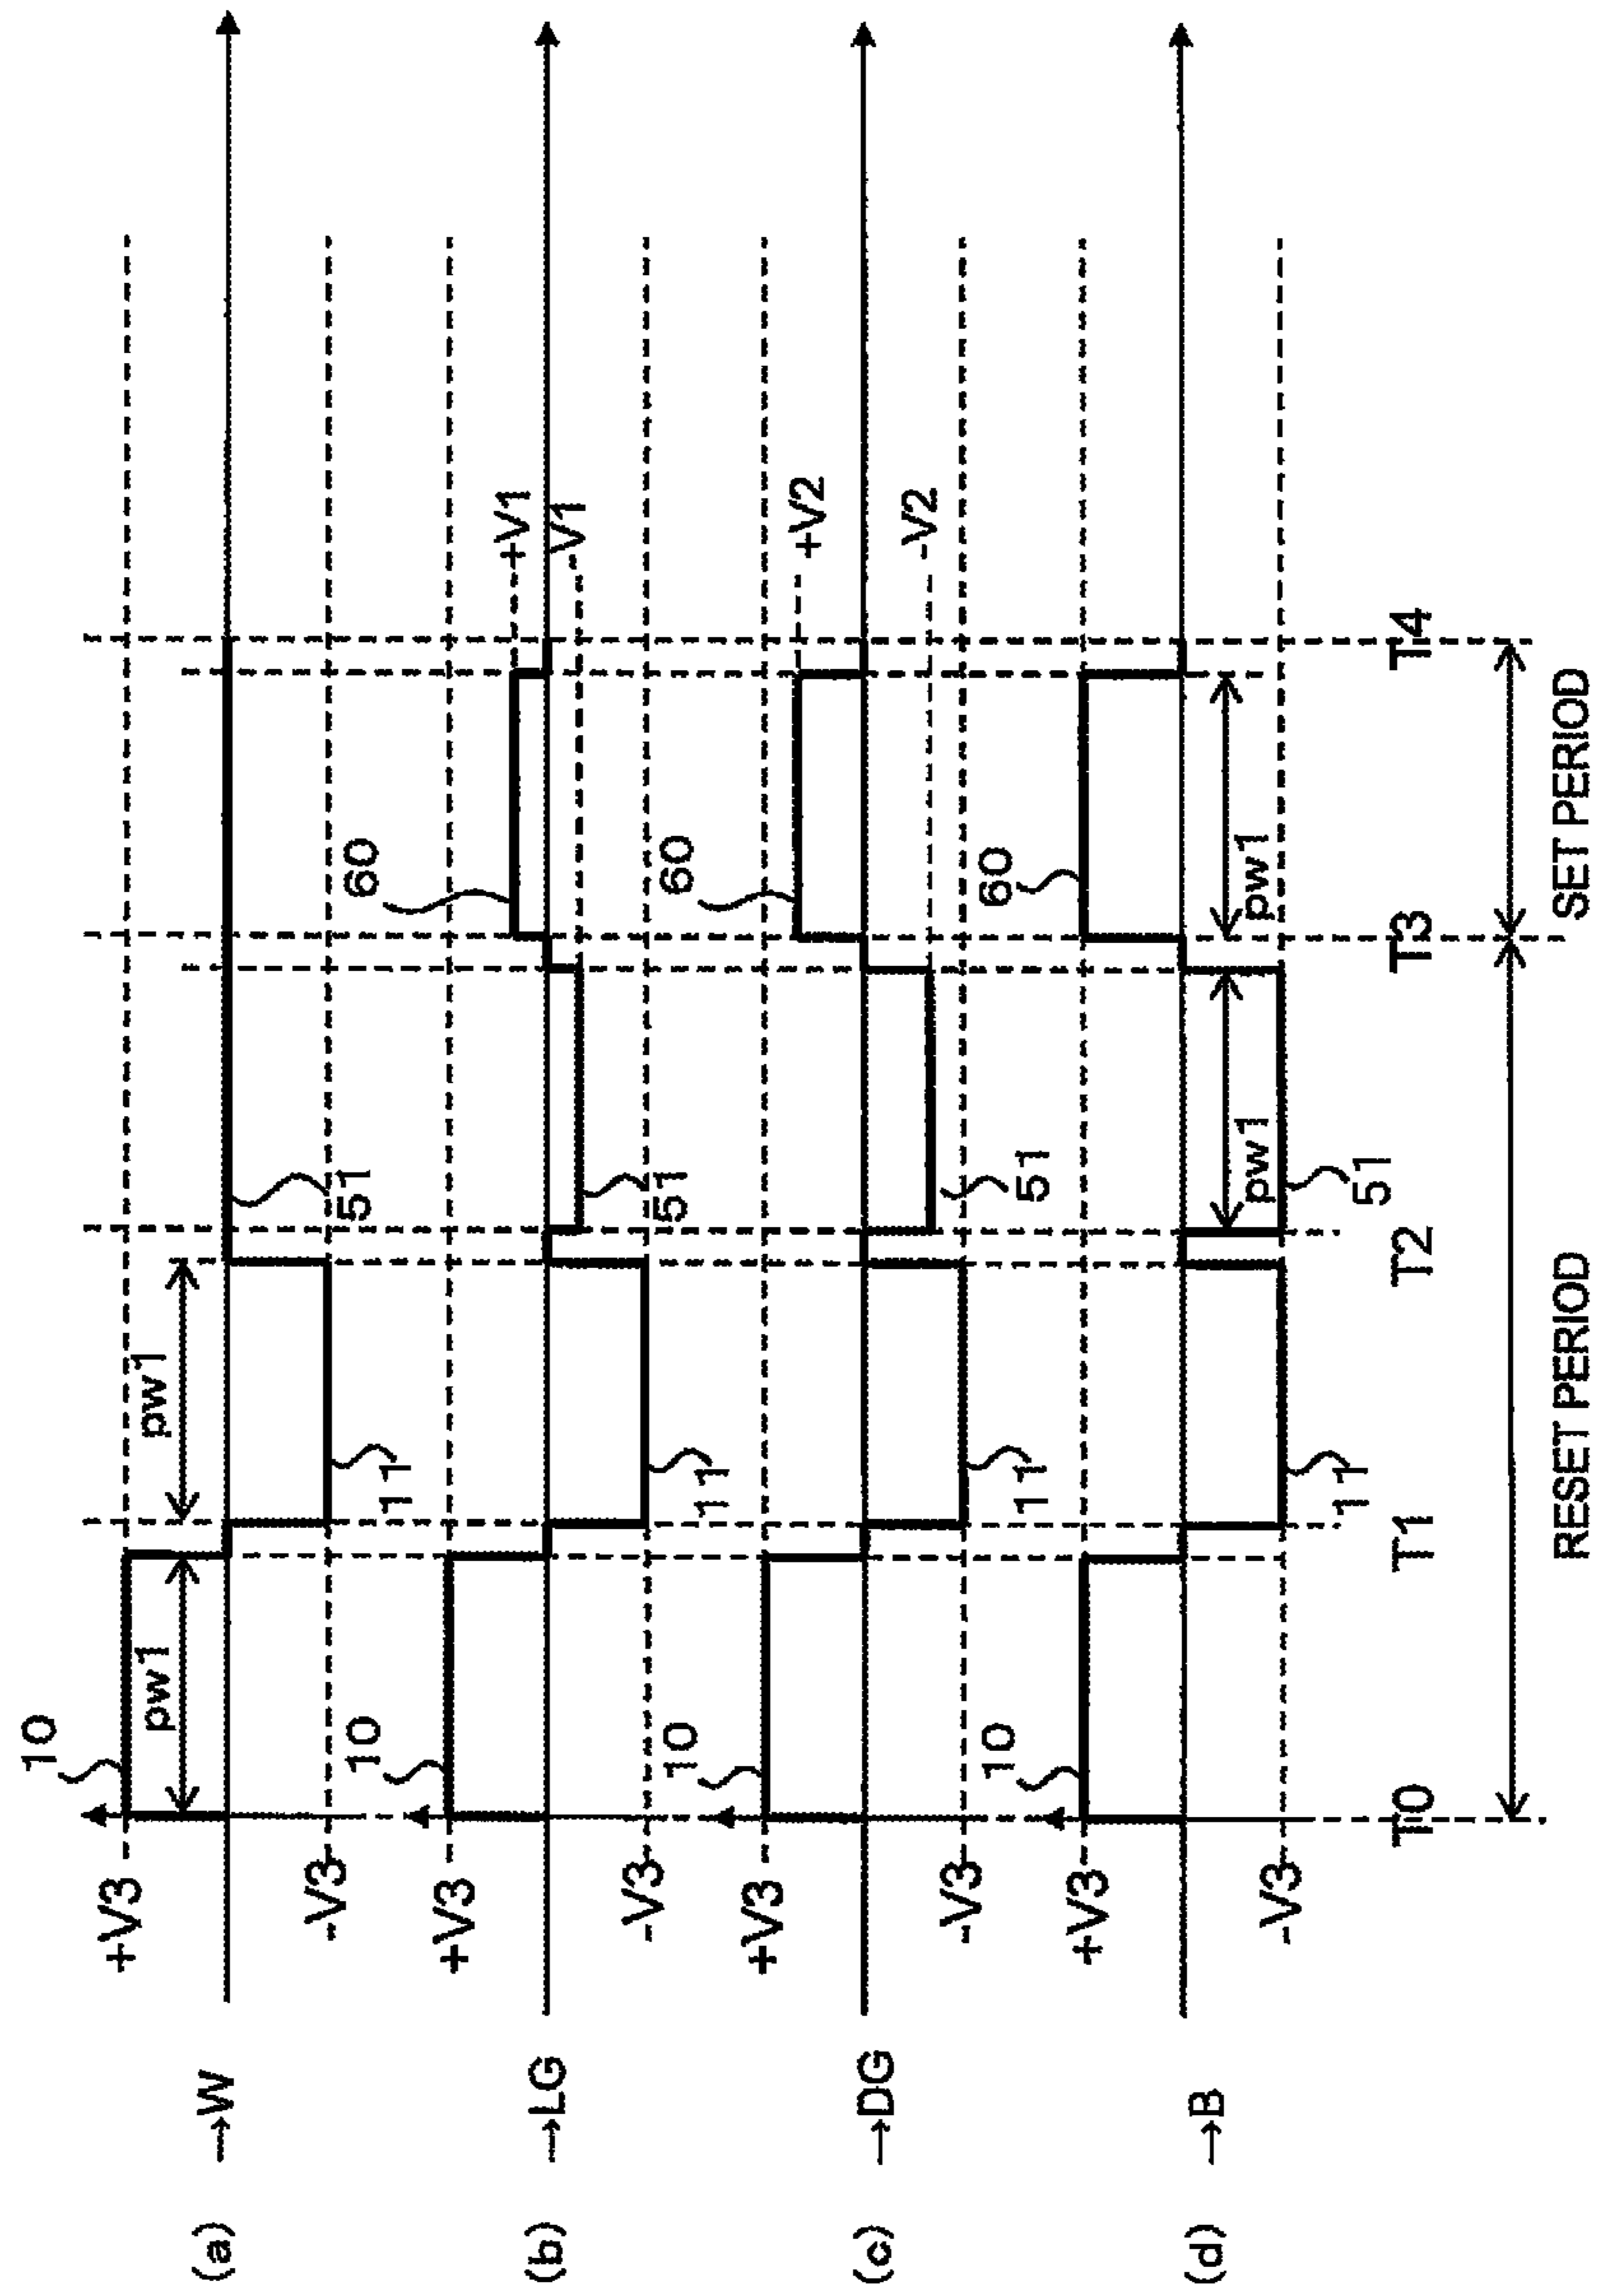 (a) →W
+V3
-V3
10
pw1
pw1
11
51
(b) →LG
+V3
-V3
10
11
51
60
+V1
-V1
(c) →DG
+V3
-V3
10
11
51
60
+V2
-V2
(d) →B
+V3
-V3
10
11
pw1
51
60
pw1
T0
T1
T2
T3
T4
RESET PERIOD
SET PERIOD